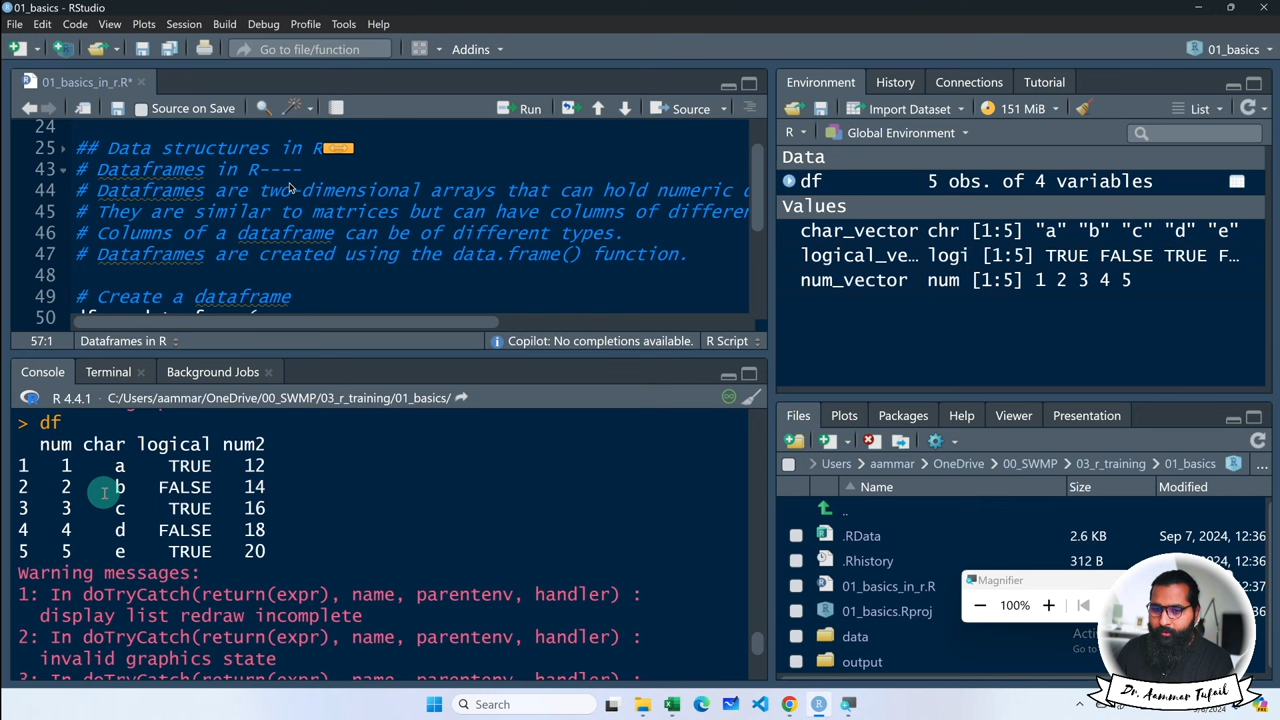 01_basics - RStudio
File Edit Code View Plots Session Build Debug Profile Tools Help
Go to file/function Addins 01_basics
01_basics_in_r.R*
Source on Save Run Source
24
25 ## Data structures in R
43 # Dataframes in R----
44 # Dataframes are two-dimensional arrays that can hold numeric
45 # They are similar to matrices but can have columns of differen
46 # Columns of a dataframe can be of different types.
47 # Dataframes are created using the data.frame() function.
48
49 # Create a dataframe
50
57:1 Dataframes in R Copilot: No completions available. R Script
Console Terminal Background Jobs
R 4.4.1 · C:/Users/aammar/OneDrive/00_SWMP/03_r_training/01_basics/
> df
num char logical num2
1 1 a TRUE 12
2 2 b FALSE 14
3 3 c TRUE 16
4 4 d FALSE 18
5 5 e TRUE 20
Warning messages:
1: In doTryCatch(return(expr), name, parentenv, handler) :
display list redraw incomplete
2: In doTryCatch(return(expr), name, parentenv, handler) :
invalid graphics state
3: In doTryCatch(return(expr), name, parentenv, handler) :
Environment History Connections Tutorial
Import Dataset 151 MiB List
R Global Environment
Data
df 5 obs. of 4 variables
Values
char_vector chr [1:5] "a" "b" "c" "d" "e"
logical_ve… logi [1:5] TRUE FALSE TRUE F…
num_vector num [1:5] 1 2 3 4 5
Files Plots Packages Help Viewer Presentation
Users aammar OneDrive 00_SWMP 03_r_training 01_basics ...
Name Size Modified
..
.RData 2.6 KB Sep 7, 2024, 12:36
.Rhistory 312 B Sep 7, 2024, 12:36
01_basics_in_r.R
01_basics.Rproj
data
output
Magnifier
100%
Dr. Aammar Tufail
Search